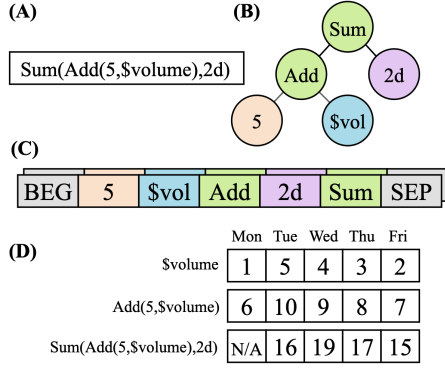 (A)
Sum(Add(5,$volume),2d)
(B)
Sum
Add
2d
5
$vol
(C)
BEG 5 $vol Add 2d Sum SEP
(D)
Mon Tue Wed Thu Fri
$volume 1 5 4 3 2
Add(5,$volume) 6 10 9 8 7
Sum(Add(5,$volume),2d) N/A 16 19 17 15